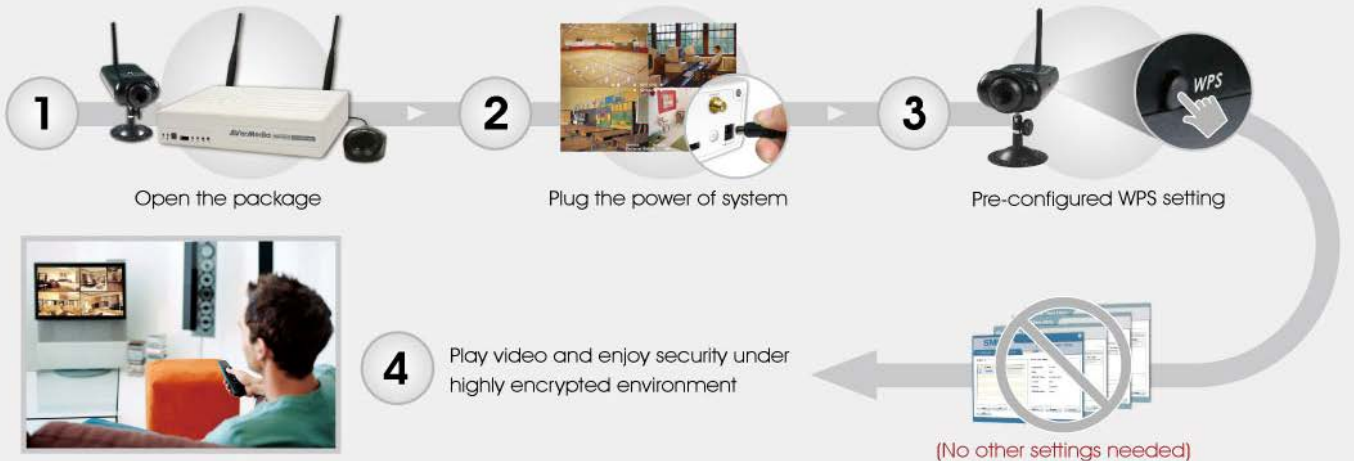 1
AVerMedia
Open the package
2
Plug the power of system
3
WPS
Pre-configured WPS setting
4
Play video and enjoy security under
highly encrypted environment
(No other settings needed)